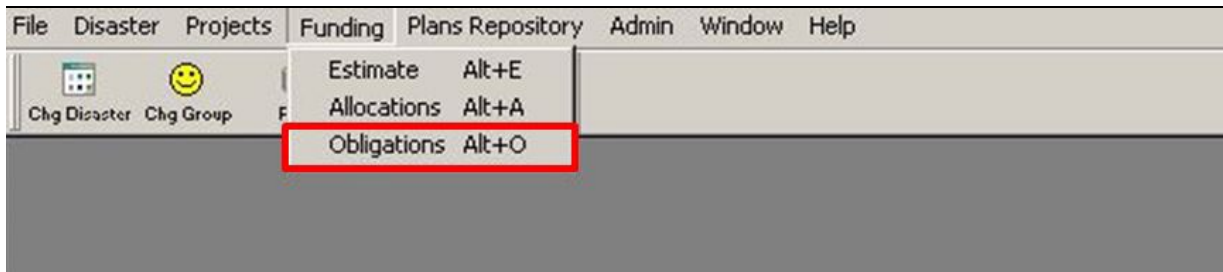 File Disaster Projects Funding Plans Repository Admin Window Help
Estimate Alt+E
Chg Disaster Chg Group
Allocations Alt+A
Obligations Alt+O